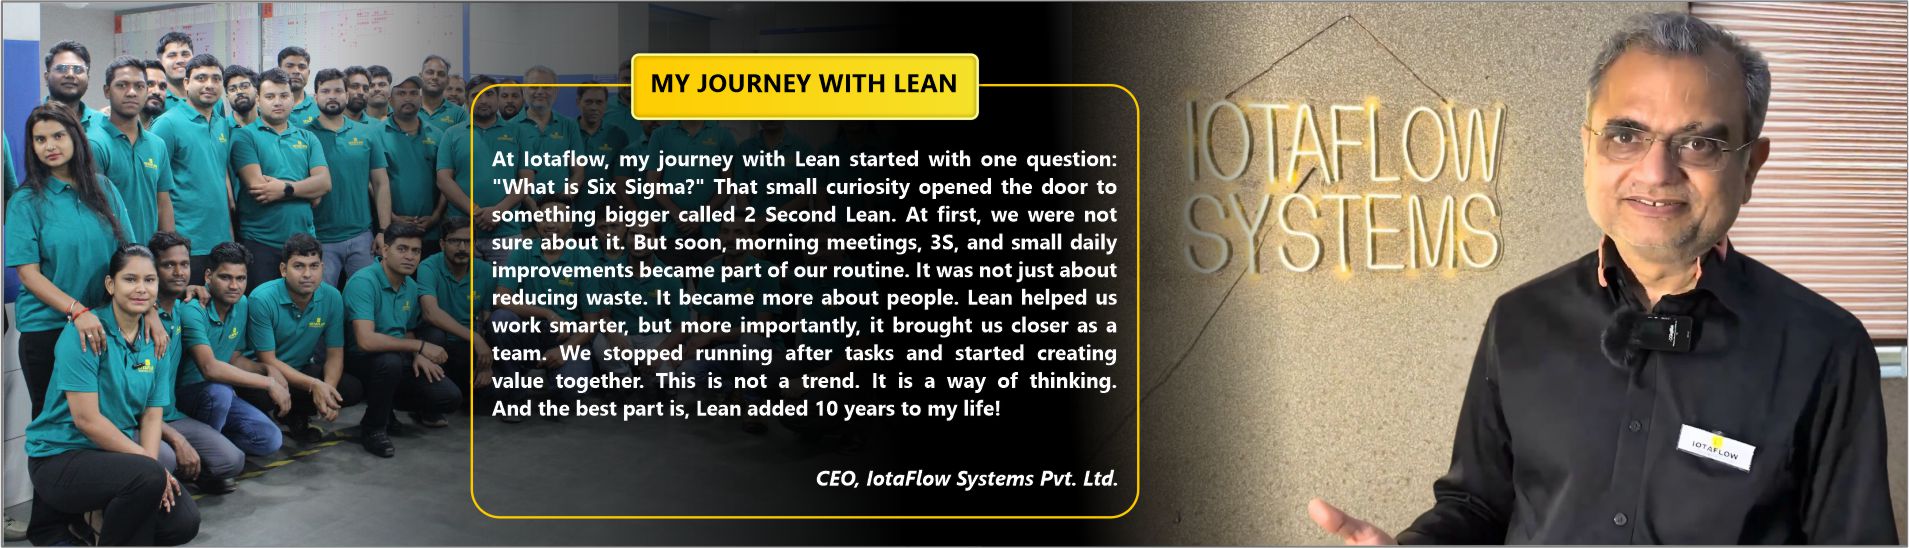 MY JOURNEY WITH LEAN
At Iotaflow, my journey with Lean started with one question:
"What is Six Sigma?" That small curiosity opened the door to
something bigger called 2 Second Lean. At first, we were not
sure about it. But soon, morning meetings, 3S, and small daily
improvements became part of our routine. It was not just about
reducing waste. It became more about people. Lean helped us
work smarter, but more importantly, it brought us closer as a
team. We stopped running after tasks and started creating
value together. This is not a trend. It is a way of thinking.
And the best part is, Lean added 10 years to my life!
CEO, IotaFlow Systems Pvt. Ltd.
IOTAFLOW
SYSTEMS
IOTAFLOW